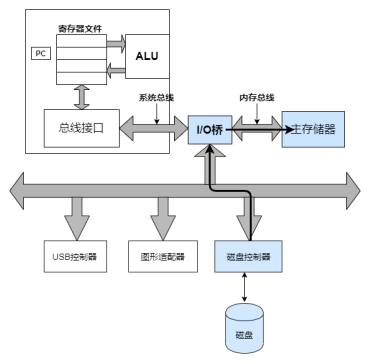 寄存器文件
PC
ALU
系统总线
内存总线
总线接口
I/O桥
主存储器
USB控制器
图形适配器
磁盘控制器
磁盘